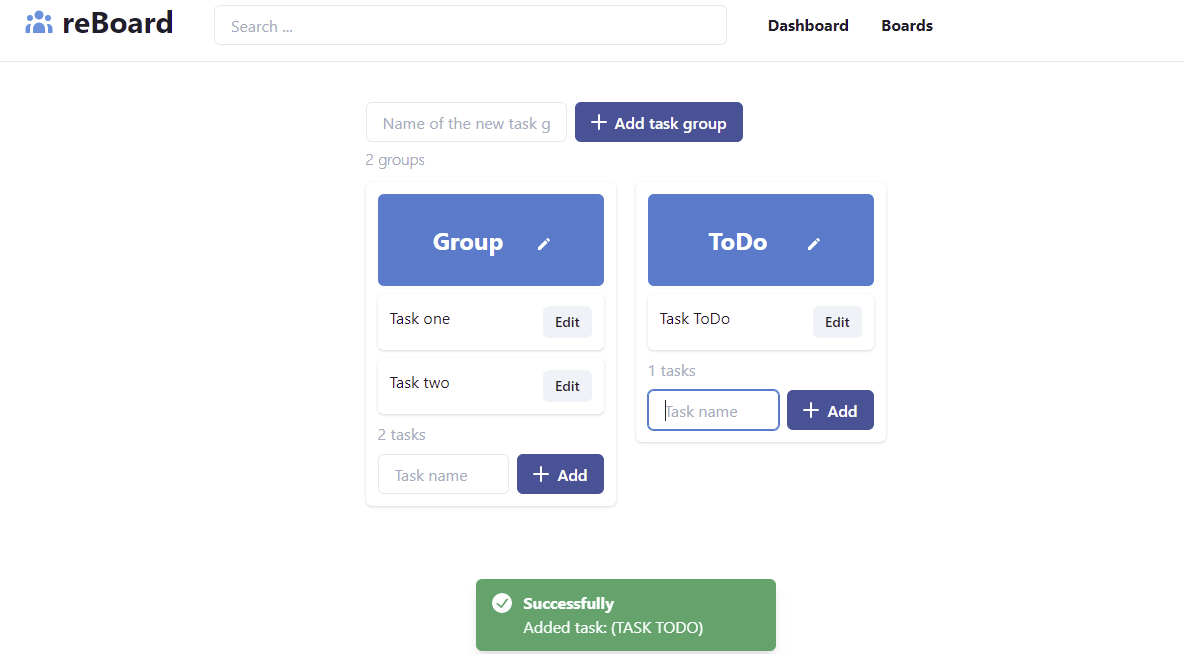 reBoard
Search ...
Dashboard
Boards
Name of the new task g
Add task group
2 groups
Group
Task one
Edit
Task two
Edit
2 tasks
Task name
Add
ToDo
Task ToDo
Edit
1 tasks
Task name
Add
Successfully
Added task: (TASK TODO)